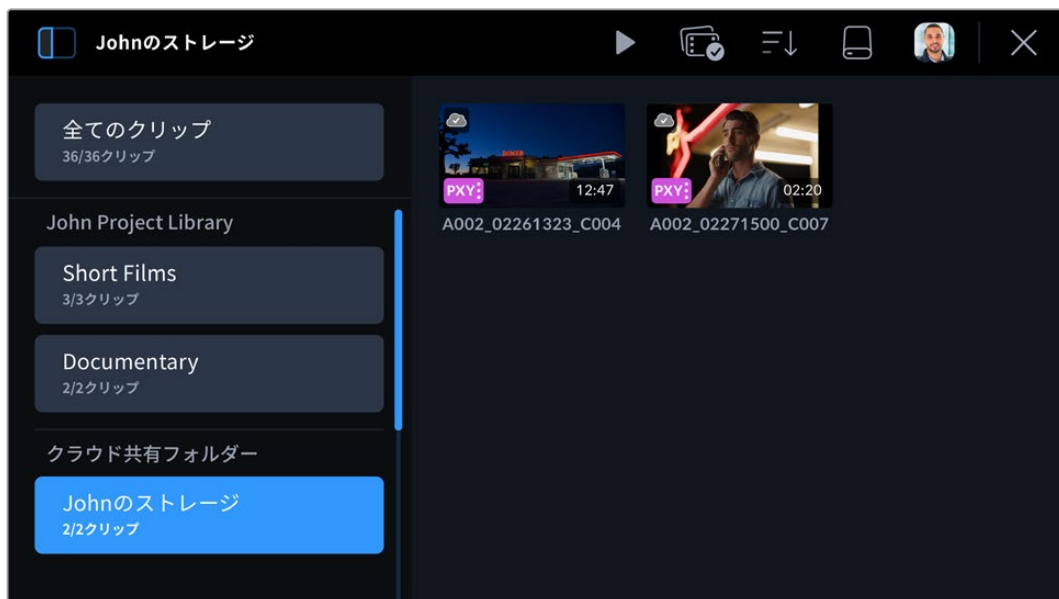 Johnのストレージ
全てのクリップ
36/36クリップ
John Project Library
Short Films
3/3クリップ
Documentary
2/2クリップ
クラウド共有フォルダー
Johnのストレージ
2/2クリップ
DINER
PXY
12:47
A002_02261323_C004
PXY
02:20
A002_02271500_C007